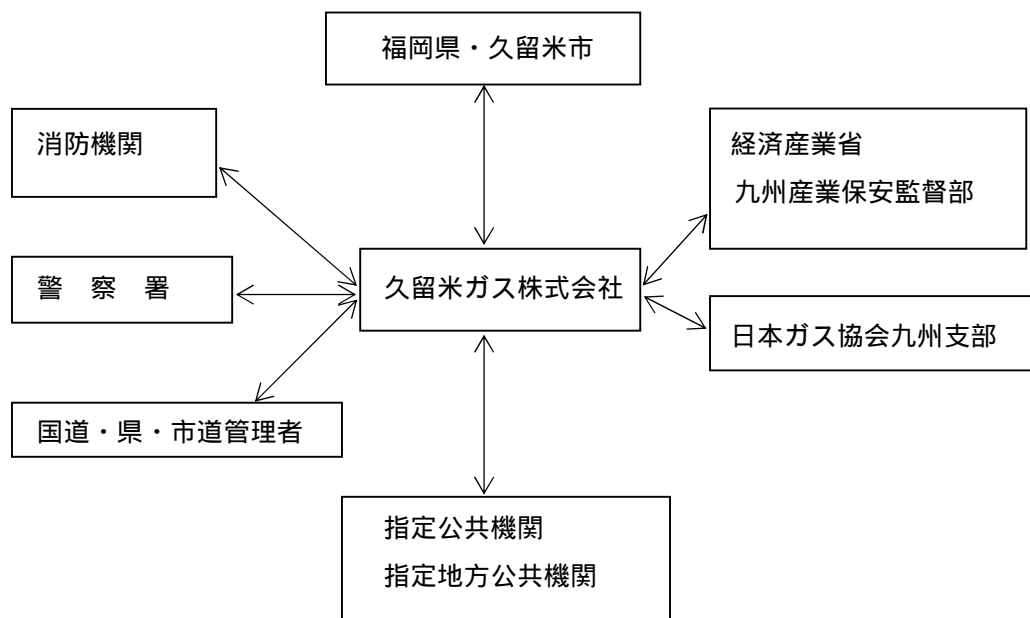 福岡県・久留米市
消防機関
経済産業省
九州産業保安監督部
警　察　署
久留米ガス株式会社
日本ガス協会九州支部
国道・県・市道管理者
指定公共機関
指定地方公共機関